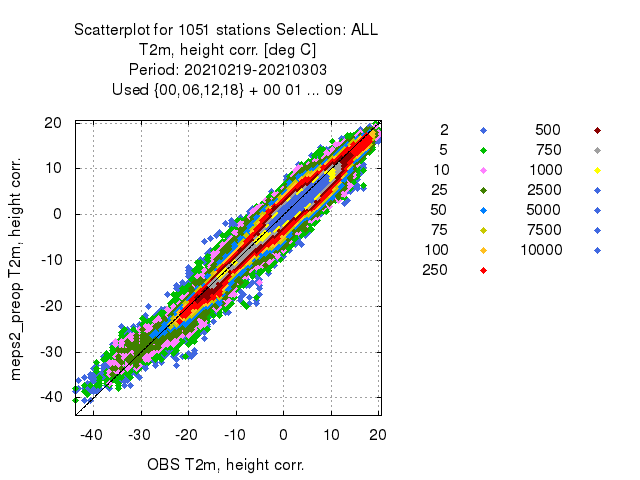 Scatterplot for 1051 stations Selection: ALL
T2m, height corr. [deg C]
Period: 20210219-20210303
Used {00,06,12,18} + 00 01 ... 09
20
10
0
-10
-20
-30
-40
meps2_preop T2m, height corr.
-40 -30 -20 -10 0 10 20
OBS T2m, height corr.
2 500
5 750
10 1000
25 2500
50 5000
75 7500
100 10000
250